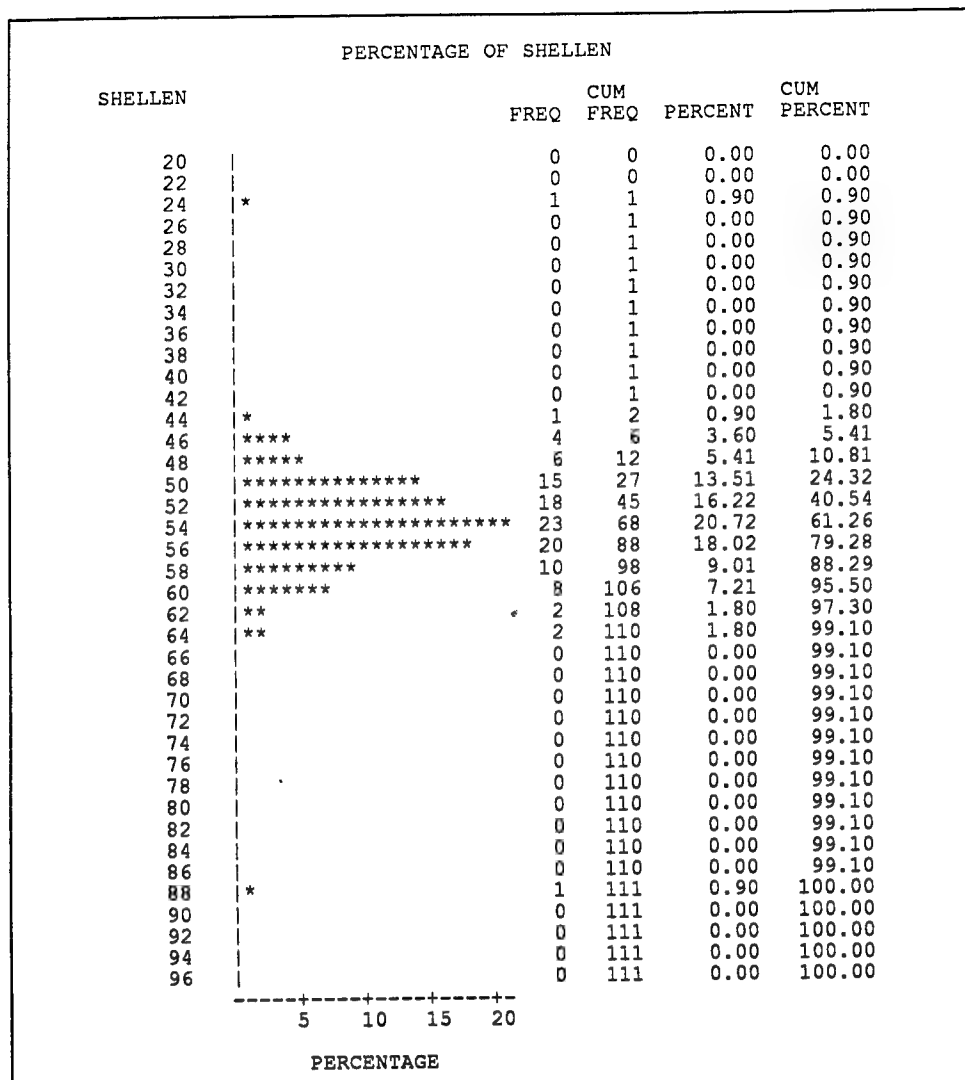 PERCENTAGE OF SHELLEN
SHELLEN FREQ CUM FREQ PERCENT CUM PERCENT
20 | 0 0 0.00 0.00
22 | 0 0 0.00 0.00
24 |* 1 1 0.90 0.90
26 | 0 1 0.00 0.90
28 | 0 1 0.00 0.90
30 | 0 1 0.00 0.90
32 | 0 1 0.00 0.90
34 | 0 1 0.00 0.90
36 | 0 1 0.00 0.90
38 | 0 1 0.00 0.90
40 | 0 1 0.00 0.90
42 | 0 1 0.00 0.90
44 |* 1 2 0.90 1.80
46 |**** 4 6 3.60 5.41
48 |***** 6 12 5.41 10.81
50 |************** 15 27 13.51 24.32
52 |**************** 18 45 16.22 40.54
54 |********************* 23 68 20.72 61.26
56 |****************** 20 88 18.02 79.28
58 |********* 10 98 9.01 88.29
60 |******* 8 106 7.21 95.50
62 |** 2 108 1.80 97.30
64 |** 2 110 1.80 99.10
66 | 0 110 0.00 99.10
68 | 0 110 0.00 99.10
70 | 0 110 0.00 99.10
72 | 0 110 0.00 99.10
74 | 0 110 0.00 99.10
76 | 0 110 0.00 99.10
78 | 0 110 0.00 99.10
80 | 0 110 0.00 99.10
82 | 0 110 0.00 99.10
84 | 0 110 0.00 99.10
86 | 0 110 0.00 99.10
88 |* 1 111 0.90 100.00
90 | 0 111 0.00 100.00
92 | 0 111 0.00 100.00
94 | 0 111 0.00 100.00
96 | 0 111 0.00 100.00
-----+----+----+----+-
5 10 15 20
PERCENTAGE